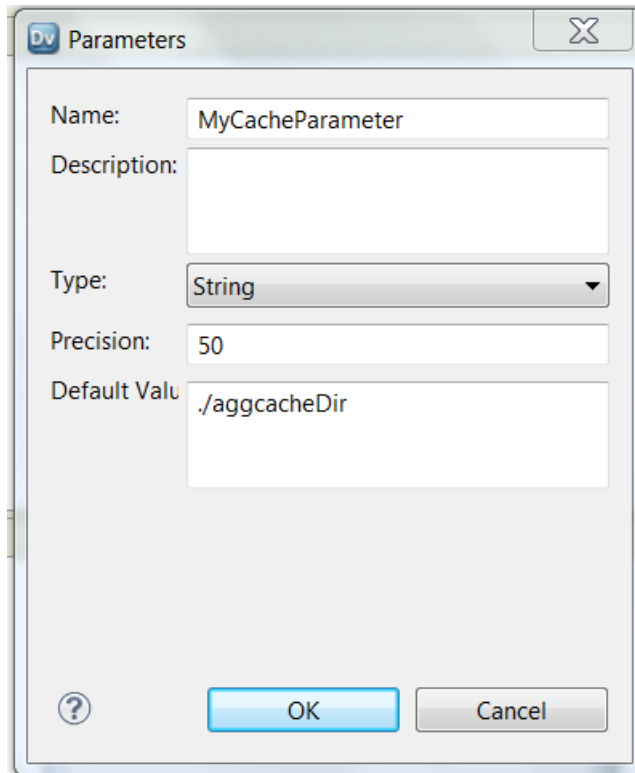 Dv Parameters
Name: MyCacheParameter
Description:
Type: String
Precision: 50
Default Valu ./aggcacheDir
? OK Cancel